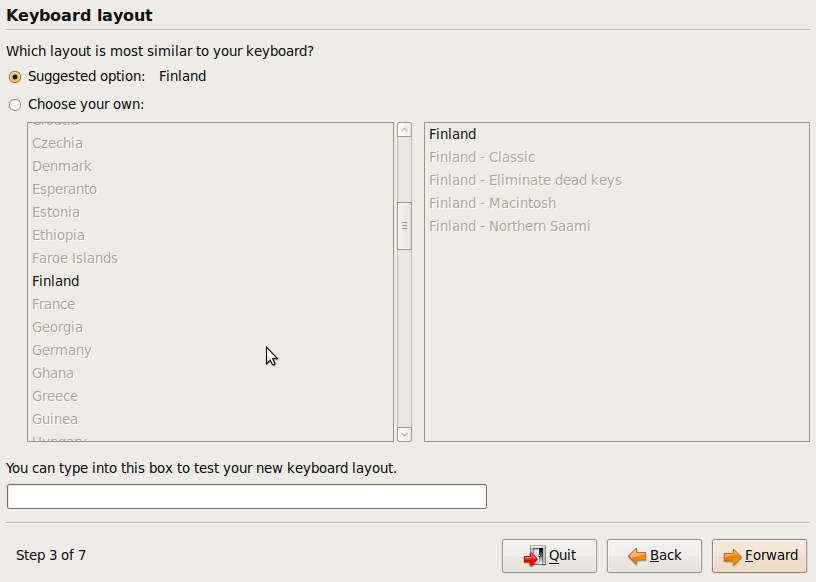 Keyboard layout
Which layout is most similar to your keyboard?
Suggested option: Finland
Choose your own:
Croatia
Czechia
Denmark
Esperanto
Estonia
Ethiopia
Faroe Islands
Finland
France
Georgia
Germany
Ghana
Greece
Guinea
Hungary
Finland
Finland - Classic
Finland - Eliminate dead keys
Finland - Macintosh
Finland - Northern Saami
You can type into this box to test your new keyboard layout.
Step 3 of 7
Quit
Back
Forward